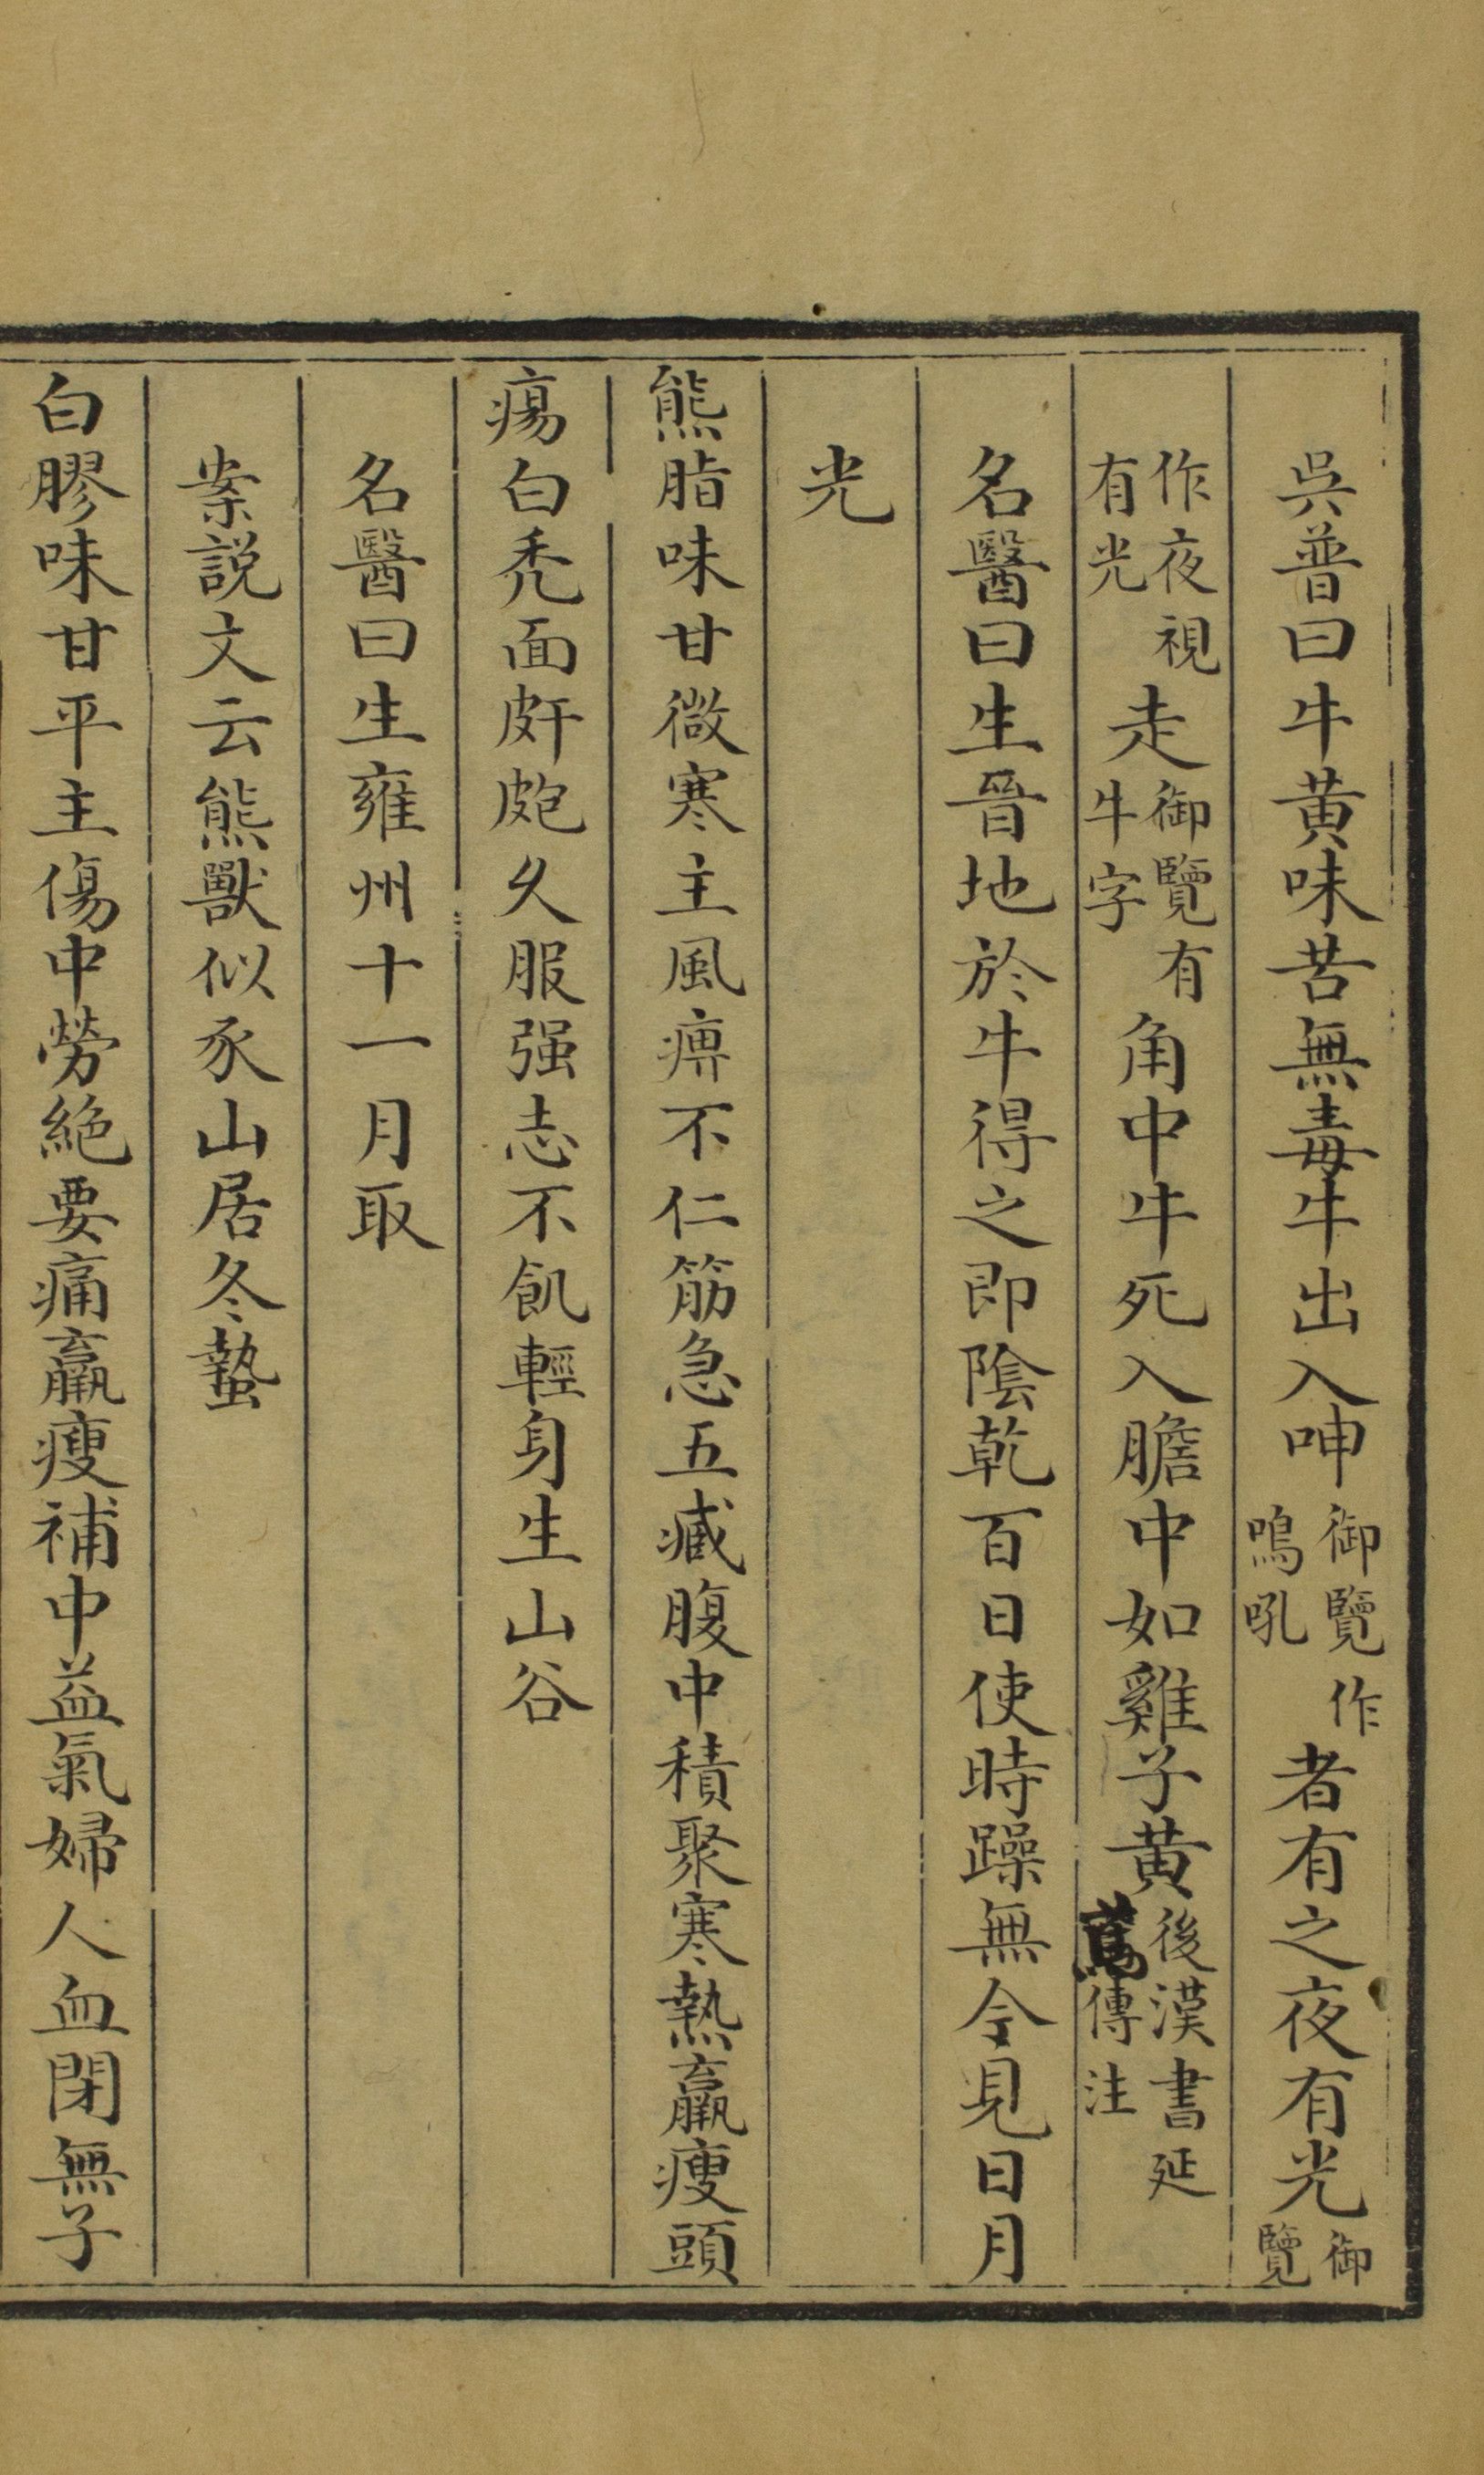 吳普曰牛黄味苦無毒牛出入呻御覽作鳴吼者有之夜有光御覽
作夜視有光走御覽有牛字角中牛死入膽中如雞子黄後漢書延篤傳注
名醫曰生晉地於牛得之即陰乾百日使時躁無令見日月
光
熊脂味甘微寒主風痹不仁筋急五臧腹中積聚寒熱羸瘦頭
瘍白禿面皯皰久服强志不飢輕身生山谷
名醫曰生雍州十一月取
案説文云熊獸似豕山居冬蟄
白膠味甘平主傷中勞絶要痛羸瘦補中益氣婦人血閉無子